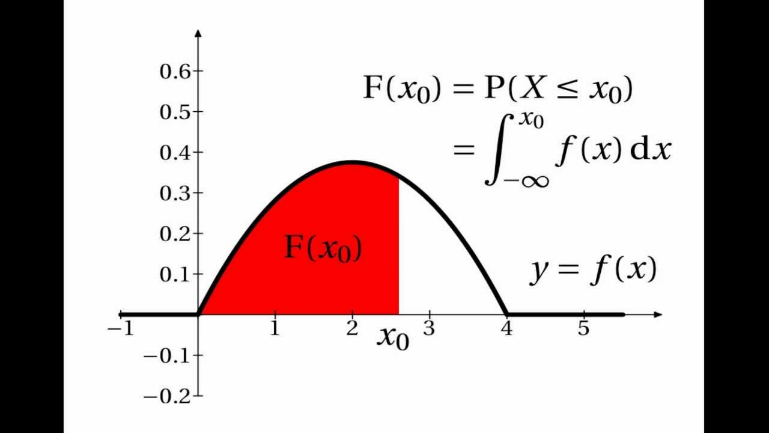 0.6
F(x₀) = P(X ≤ x₀)
0.5
= ∫_{−∞}^{x₀} f(x) dx
0.4
0.3
0.2
F(x₀)
y = f(x)
0.1
−1 1 2 x₀ 3 4 5
−0.1
−0.2